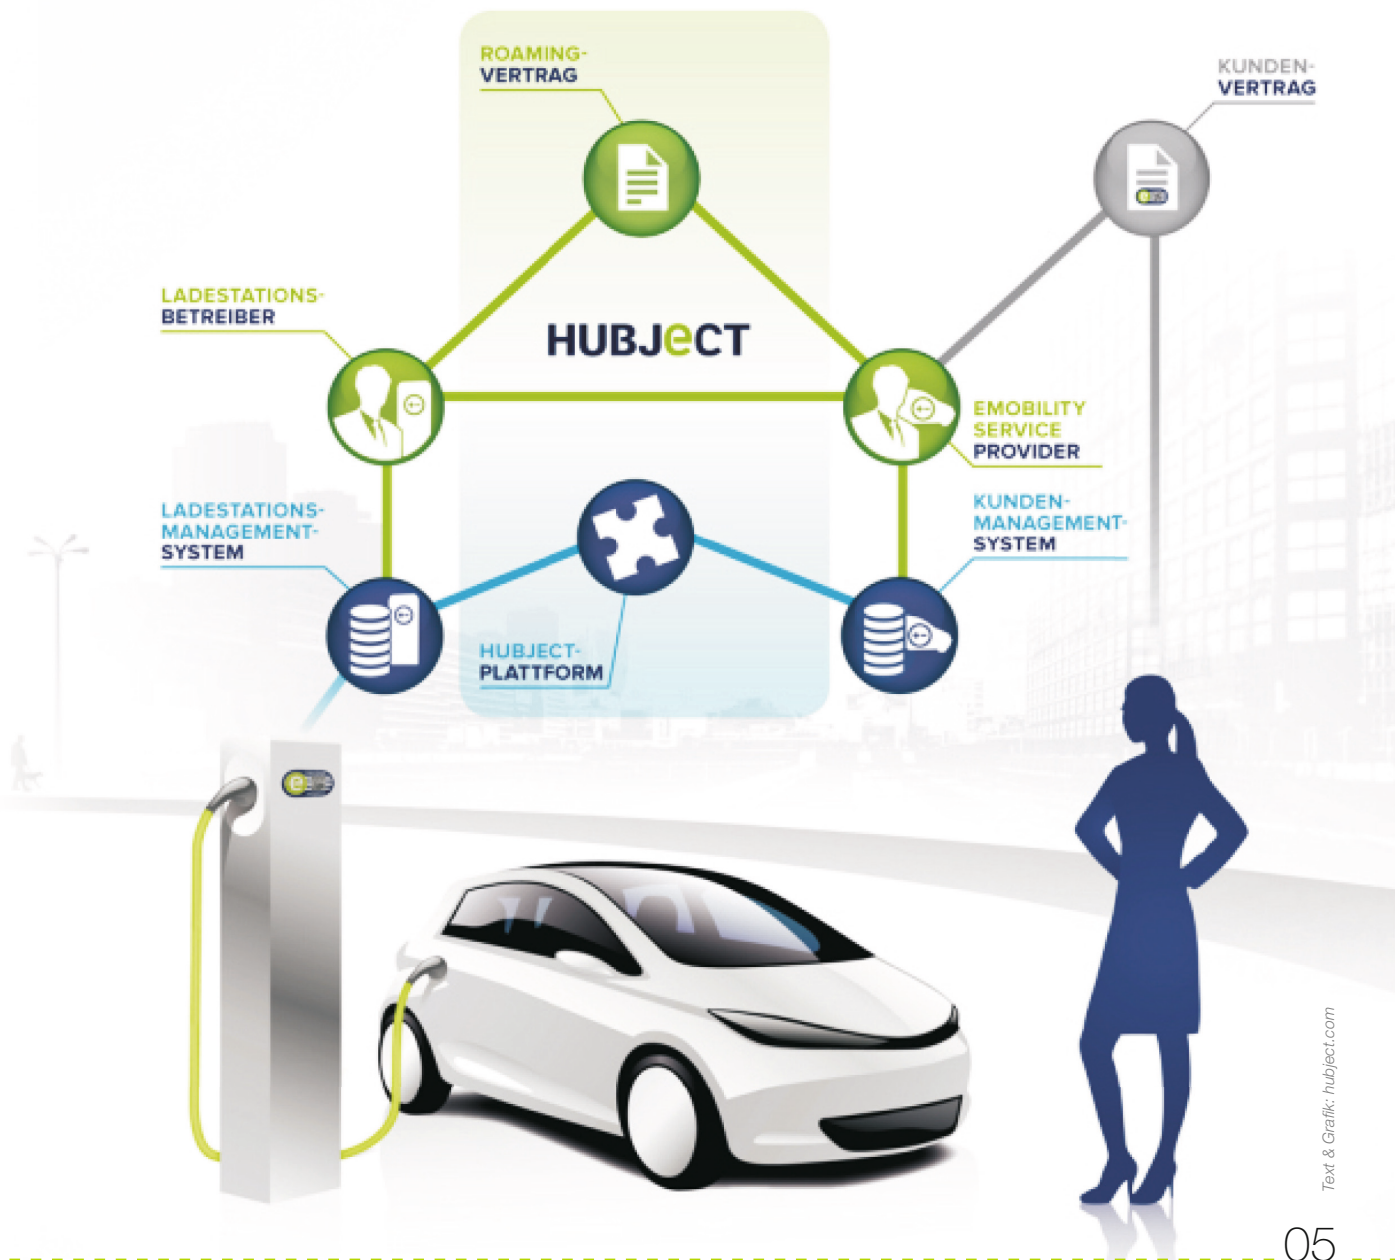 ROAMING-
VERTRAG
KUNDEN-
VERTRAG
LADESTATIONS-
BETREIBER
HUBJeCT
EMOBILITY
SERVICE
PROVIDER
LADESTATIONS-
MANAGEMENT-
SYSTEM
KUNDEN-
MANAGEMENT-
SYSTEM
HUBJECT-
PLATTFORM
Text & Grafik: hubject.com
05